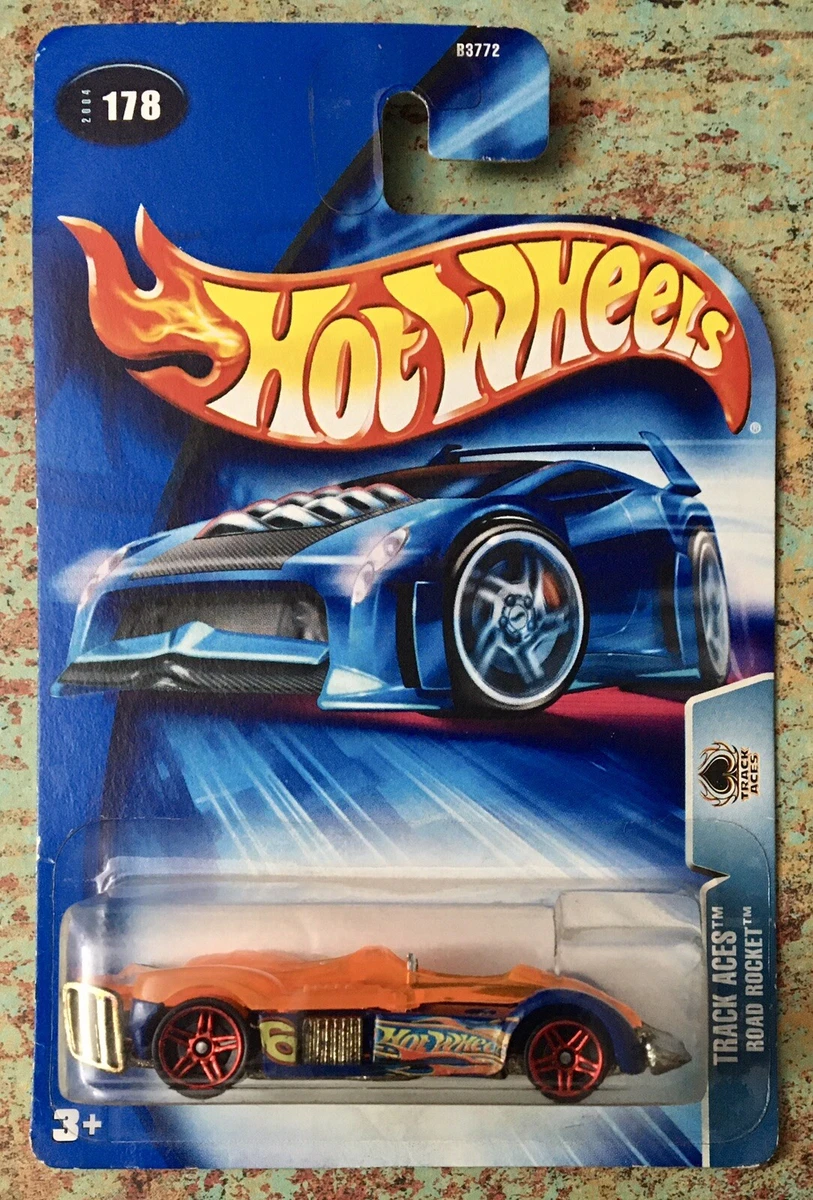 B3772
2004 178
HOT WHEELS
®
TRACK ACES
TRACK ACES™
ROAD ROCKET™
6
HOT WHEELS
3+